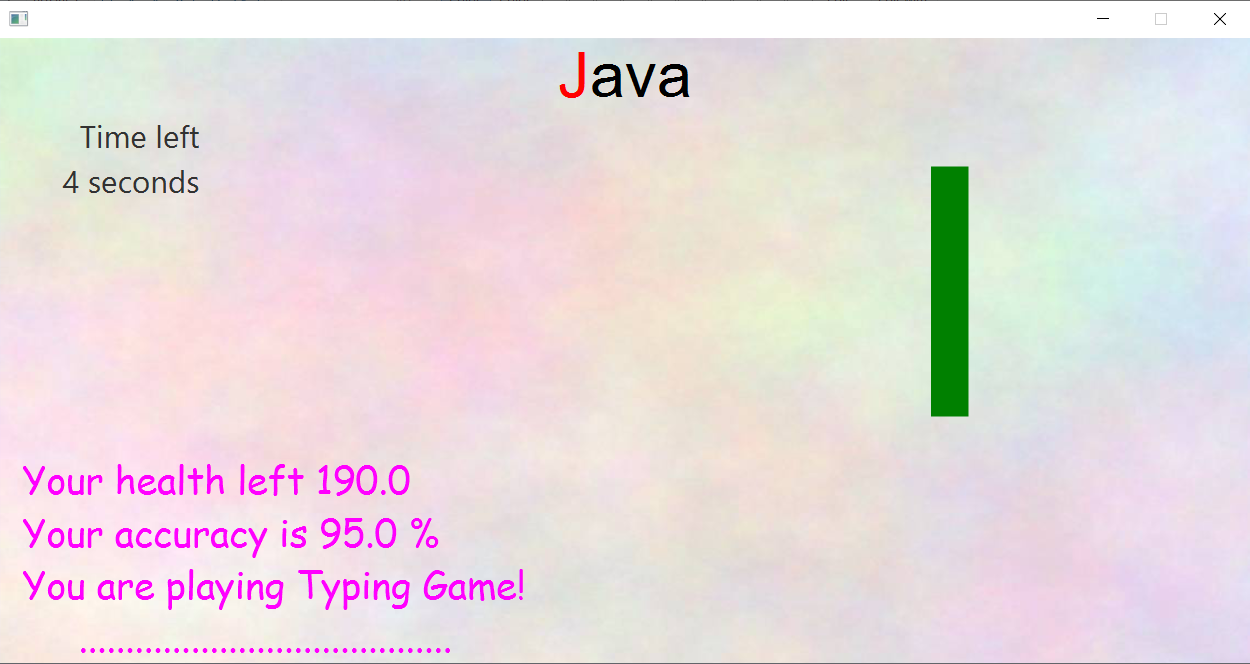 Java
Time left
4 seconds
Your health left 190.0
Your accuracy is 95.0 %
You are playing Typing Game!
........................................